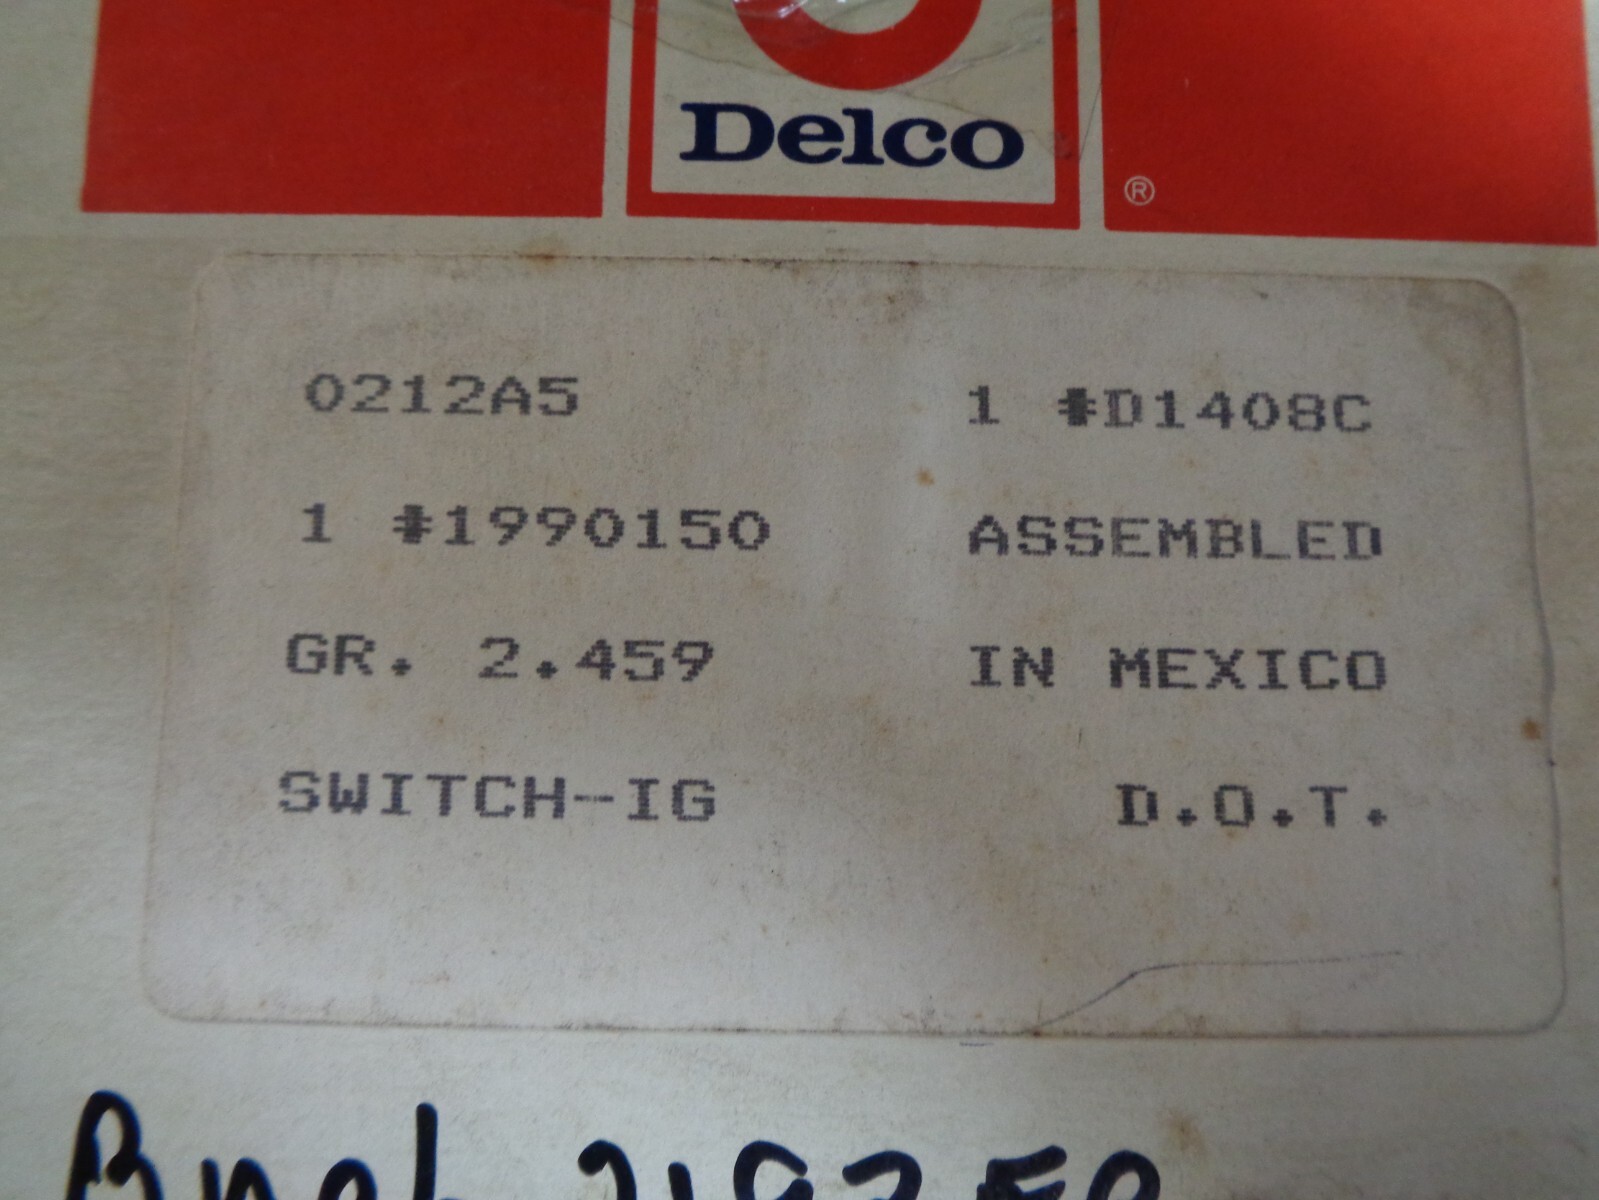 Delco
®
0212A5 1 #D1408C
1 #1990150 ASSEMBLED
GR. 2.459 IN MEXICO
SWITCH-IG D.O.T.